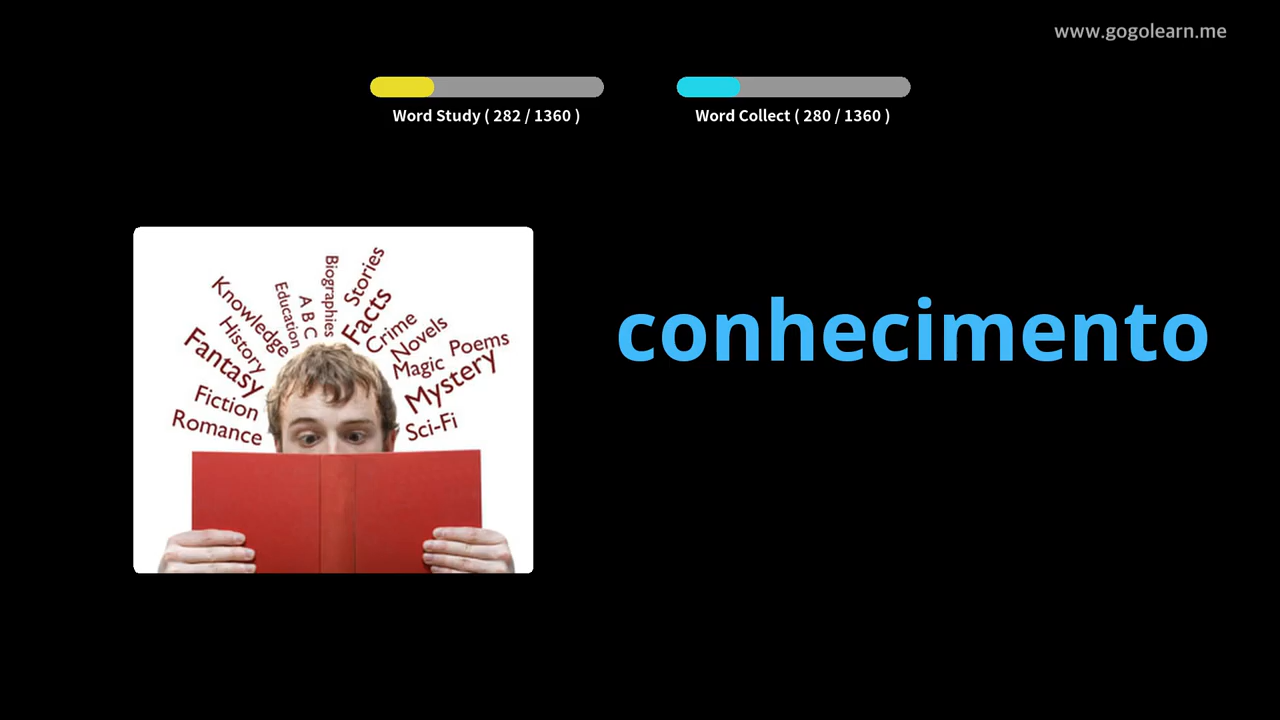 www.gogolearn.me
Word Study ( 282 / 1360 )
Word Collect ( 280 / 1360 )
conhecimento
Romance
Fiction
Fantasy
History
Knowledge
Education
A B C
Biographies
Stories
Facts
Crime
Novels
Magic
Poems
Mystery
Sci-Fi